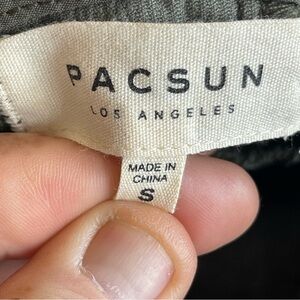 PACSUN
LOS ANGELES
MADE IN
CHINA
S